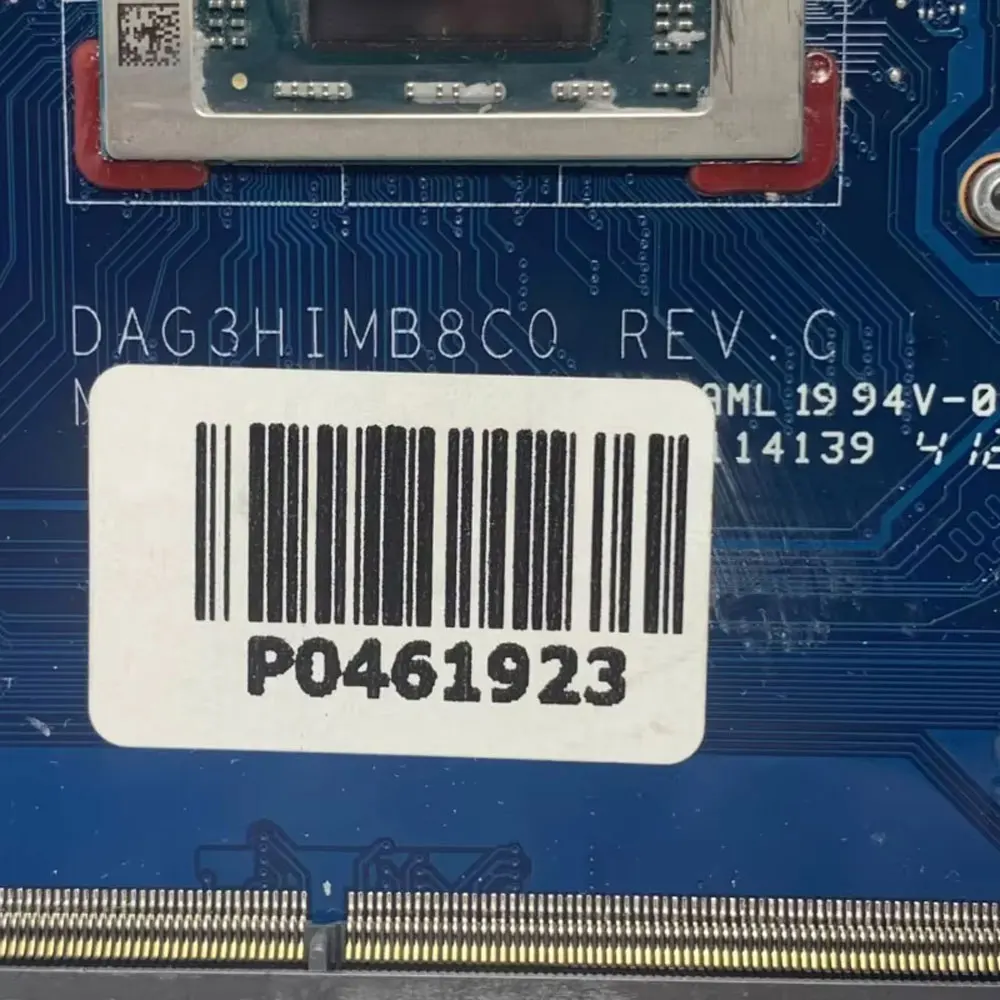 DAG3HIMB8C0 REV:C
AML 19 94V-0
14139
P0461923